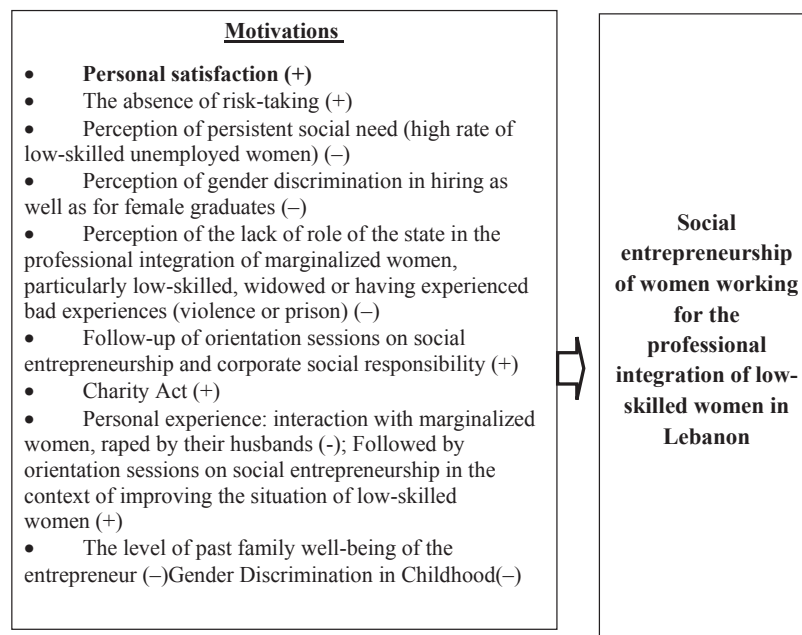 Motivations
• Personal satisfaction (+)
• The absence of risk-taking (+)
• Perception of persistent social need (high rate of
low-skilled unemployed women) (–)
• Perception of gender discrimination in hiring as
well as for female graduates (–)
• Perception of the lack of role of the state in the
professional integration of marginalized women,
particularly low-skilled, widowed or having experienced
bad experiences (violence or prison) (–)
• Follow-up of orientation sessions on social
entrepreneurship and corporate social responsibility (+)
• Charity Act (+)
• Personal experience: interaction with marginalized
women, raped by their husbands (-); Followed by
orientation sessions on social entrepreneurship in the
context of improving the situation of low-skilled
women (+)
• The level of past family well-being of the
entrepreneur (–)Gender Discrimination in Childhood(–)
Social
entrepreneurship
of women working
for the
professional
integration of low-
skilled women in
Lebanon